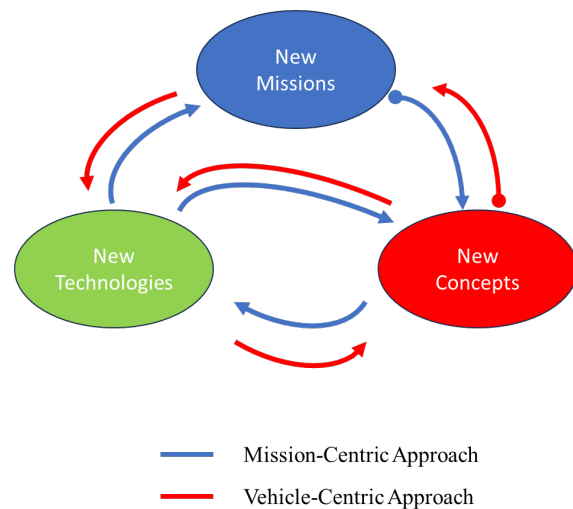 New
Missions
New
Technologies
New
Concepts
Mission-Centric Approach
Vehicle-Centric Approach